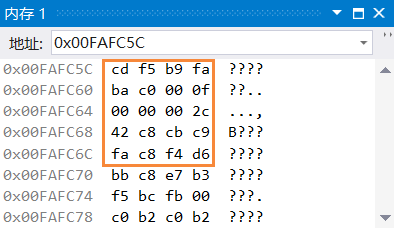 内存 1
地址: 0x00FAFC5C
0x00FAFC5C cd f5 b9 fa ????
0x00FAFC60 ba c0 00 0f ??..
0x00FAFC64 00 00 00 2c ...,
0x00FAFC68 42 c8 cb c9 B???
0x00FAFC6C fa c8 f4 d6 ????
0x00FAFC70 bb c8 e7 b3 ????
0x00FAFC74 f5 bc fb 00 ???.
0x00FAFC78 c0 b2 c0 b2 ????